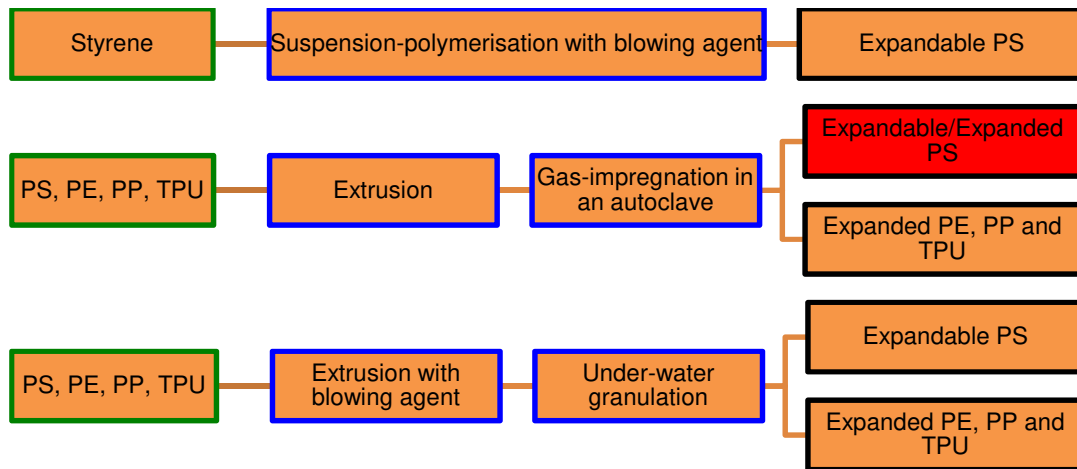 Styrene
Suspension-polymerisation with blowing agent
Expandable PS
PS, PE, PP, TPU
Extrusion
Gas-impregnation in
an autoclave
Expandable/Expanded
PS
Expanded PE, PP and
TPU
PS, PE, PP, TPU
Extrusion with
blowing agent
Under-water
granulation
Expandable PS
Expanded PE, PP and
TPU